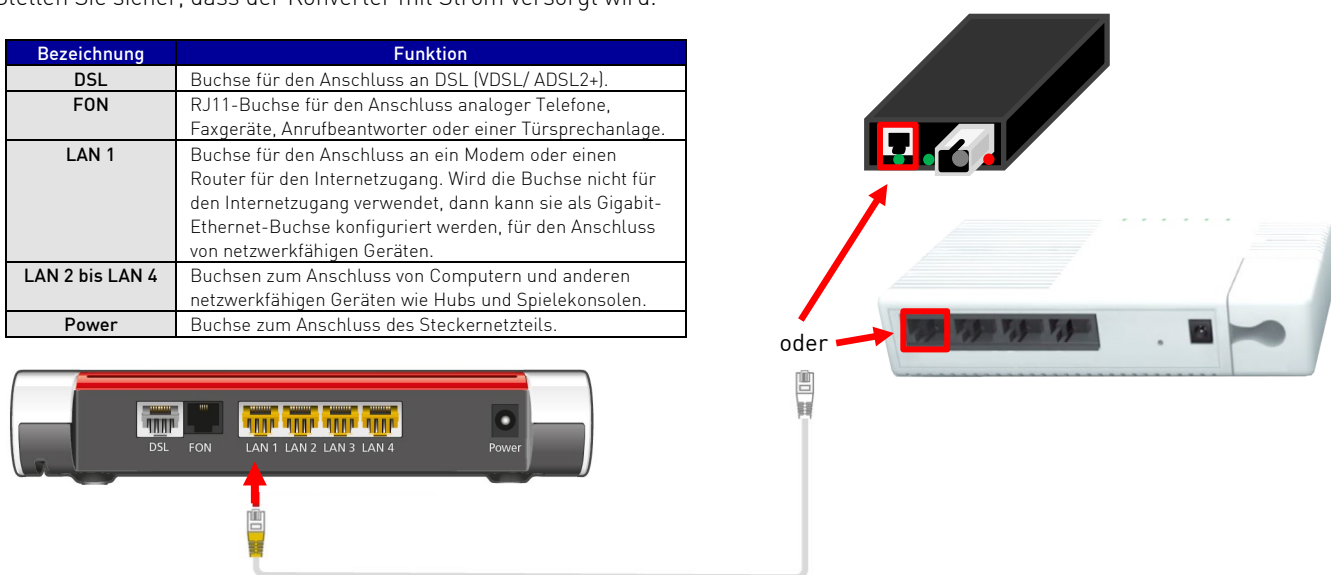 Stellen Sie sicher, dass der Konverter mit Strom versorgt wird.
Bezeichnung Funktion
DSL Buchse für den Anschluss an DSL (VDSL/ ADSL2+).
FON RJ11-Buchse für den Anschluss analoger Telefone,
Faxgeräte, Anrufbeantworter oder einer Türsprechanlage.
LAN 1 Buchse für den Anschluss an ein Modem oder einen
Router für den Internetzugang. Wird die Buchse nicht für
den Internetzugang verwendet, dann kann sie als Gigabit-
Ethernet-Buchse konfiguriert werden, für den Anschluss
von netzwerkfähigen Geräten.
LAN 2 bis LAN 4 Buchsen zum Anschluss von Computern und anderen
netzwerkfähigen Geräten wie Hubs und Spielekonsolen.
Power Buchse zum Anschluss des Steckernetzteils.
oder
DSL FON LAN 1 LAN 2 LAN 3 LAN 4 Power